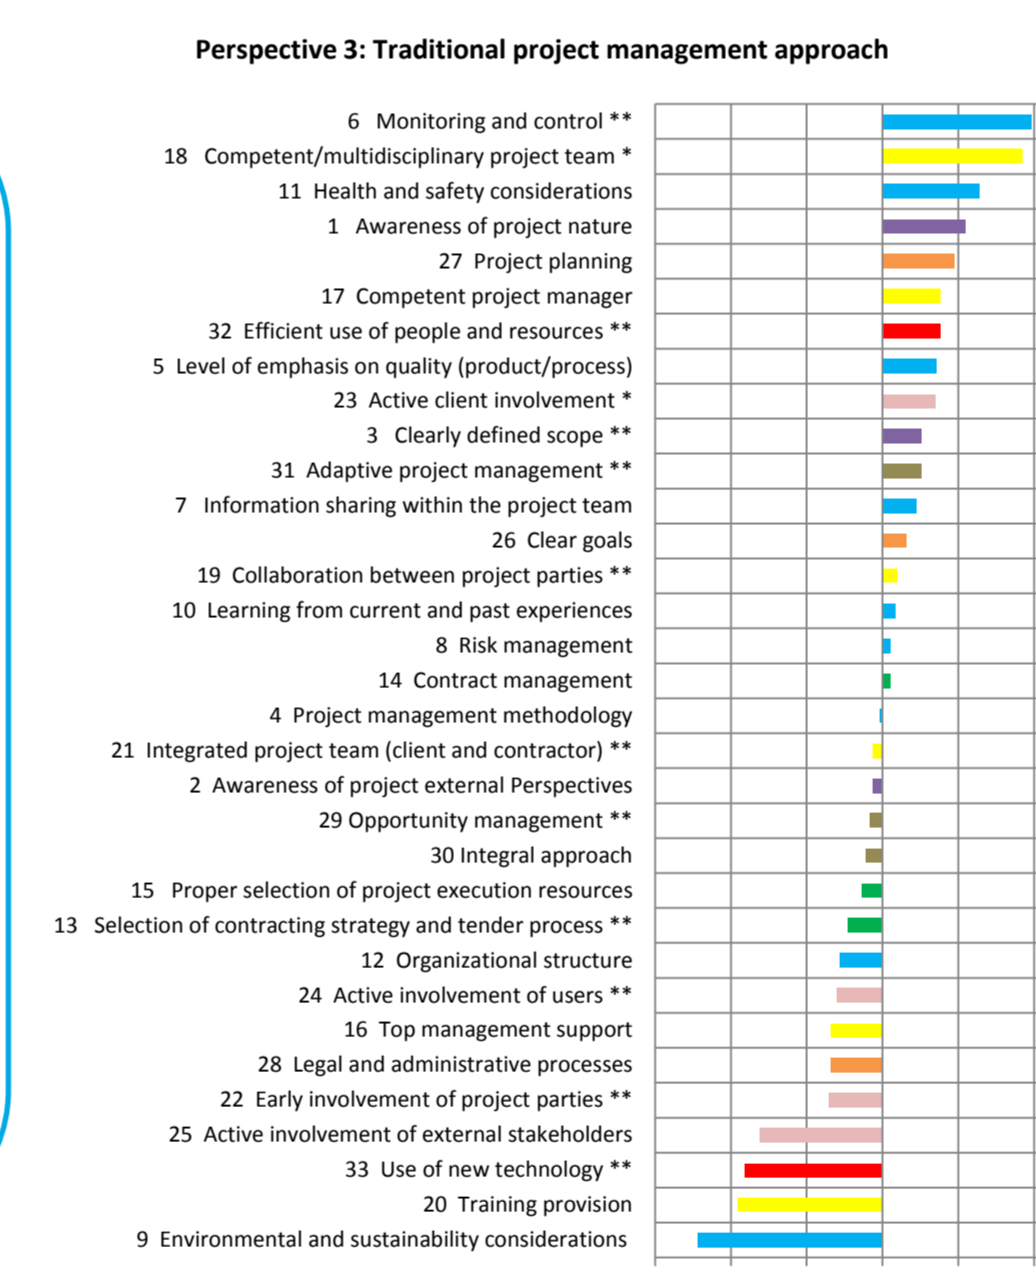 Perspective 3: Traditional project management approach
6 Monitoring and control **
18 Competent/multidisciplinary project team *
11 Health and safety considerations
1 Awareness of project nature
27 Project planning
17 Competent project manager
32 Efficient use of people and resources **
5 Level of emphasis on quality (product/process)
23 Active client involvement *
3 Clearly defined scope **
31 Adaptive project management **
7 Information sharing within the project team
26 Clear goals
19 Collaboration between project parties **
10 Learning from current and past experiences
8 Risk management
14 Contract management
4 Project management methodology
21 Integrated project team (client and contractor) **
2 Awareness of project external Perspectives
29 Opportunity management **
30 Integral approach
15 Proper selection of project execution resources
13 Selection of contracting strategy and tender process **
12 Organizational structure
24 Active involvement of users **
16 Top management support
28 Legal and administrative processes
22 Early involvement of project parties **
25 Active involvement of external stakeholders
33 Use of new technology **
20 Training provision
9 Environmental and sustainability considerations